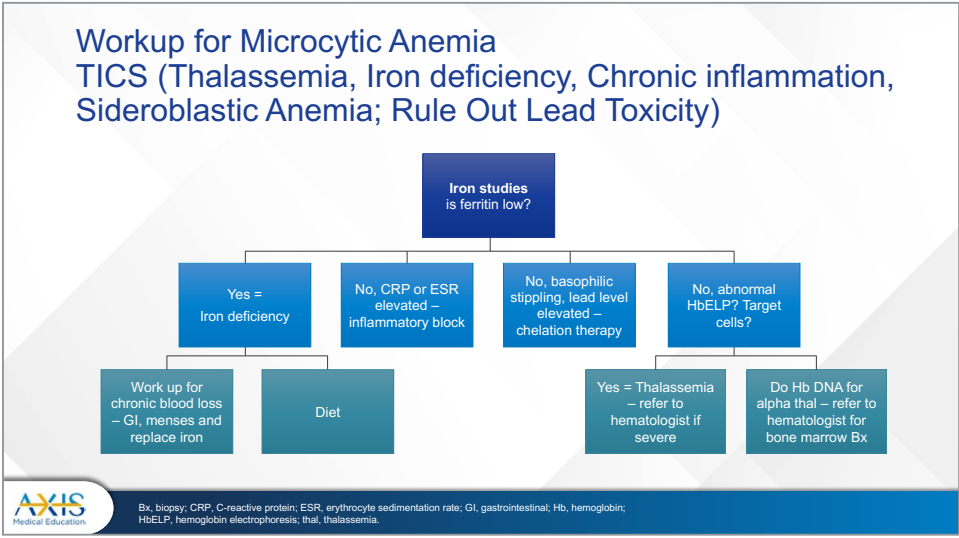 Workup for Microcytic Anemia
TICS (Thalassemia, Iron deficiency, Chronic inflammation,
Sideroblastic Anemia; Rule Out Lead Toxicity)
Iron studies
is ferritin low?
Yes =
Iron deficiency
No, CRP or ESR
elevated –
inflammatory block
No, basophilic
stippling, lead level
elevated –
chelation therapy
No, abnormal
HbELP? Target
cells?
Work up for
chronic blood loss
– GI, menses and
replace iron
Diet
Yes = Thalassemia
– refer to
hematologist if
severe
Do Hb DNA for
alpha thal – refer to
hematologist for
bone marrow Bx
AXIS
Medical Education
Bx, biopsy; CRP, C-reactive protein; ESR, erythrocyte sedimentation rate; GI, gastrointestinal; Hb, hemoglobin;
HbELP, hemoglobin electrophoresis; thal, thalassemia.